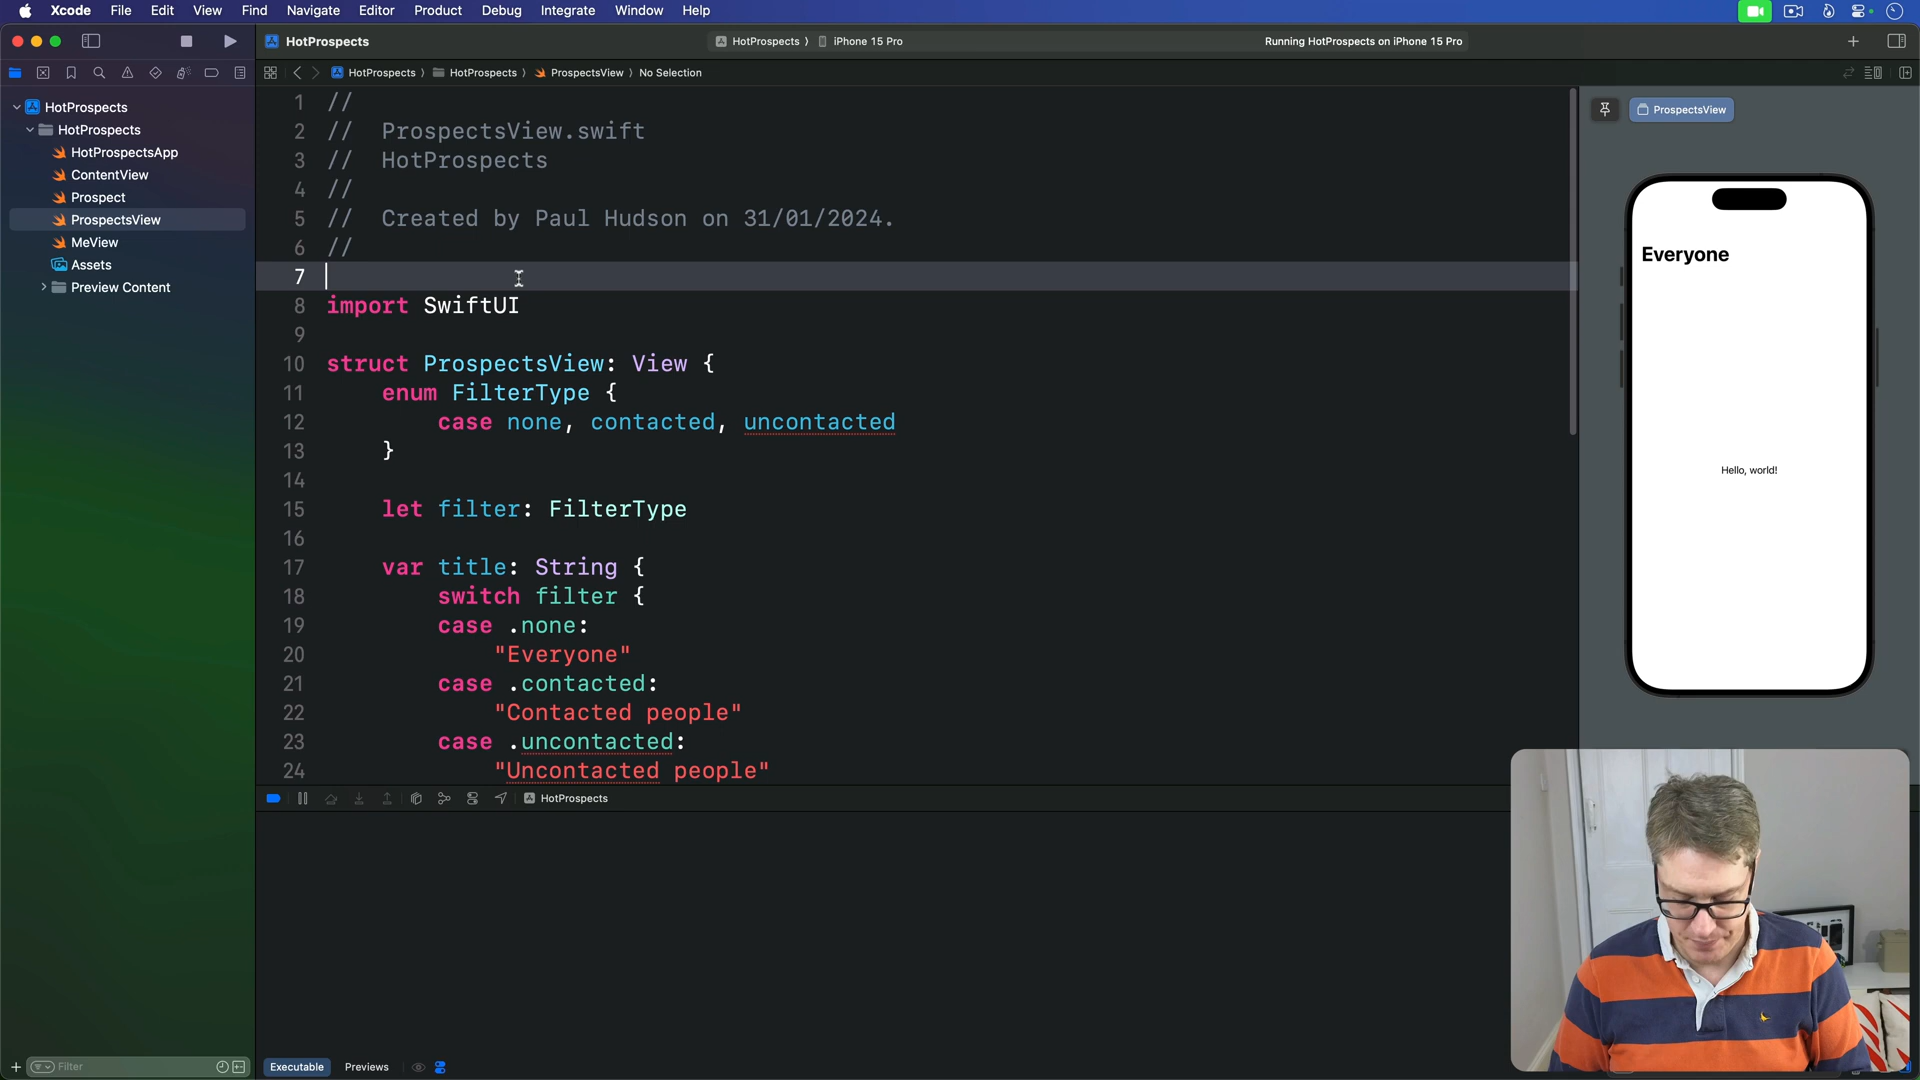 Xcode File Edit View Find Navigate Editor Product Debug Integrate Window Help
HotProspects
HotProspects iPhone 15 Pro
Running HotProspects on iPhone 15 Pro
HotProspects HotProspects ProspectsView No Selection
HotProspects
HotProspects
HotProspectsApp
ContentView
Prospect
ProspectsView
MeView
Assets
Preview Content
Filter
1 //
2 // ProspectsView.swift
3 // HotProspects
4 //
5 // Created by Paul Hudson on 31/01/2024.
6 //
7
8 import SwiftUI
9
10 struct ProspectsView: View {
11 enum FilterType {
12 case none, contacted, uncontacted
13 }
14
15 let filter: FilterType
16
17 var title: String {
18 switch filter {
19 case .none:
20 "Everyone"
21 case .contacted:
22 "Contacted people"
23 case .uncontacted:
24 "Uncontacted people"
HotProspects
Executable Previews
ProspectsView
Everyone
Hello, world!